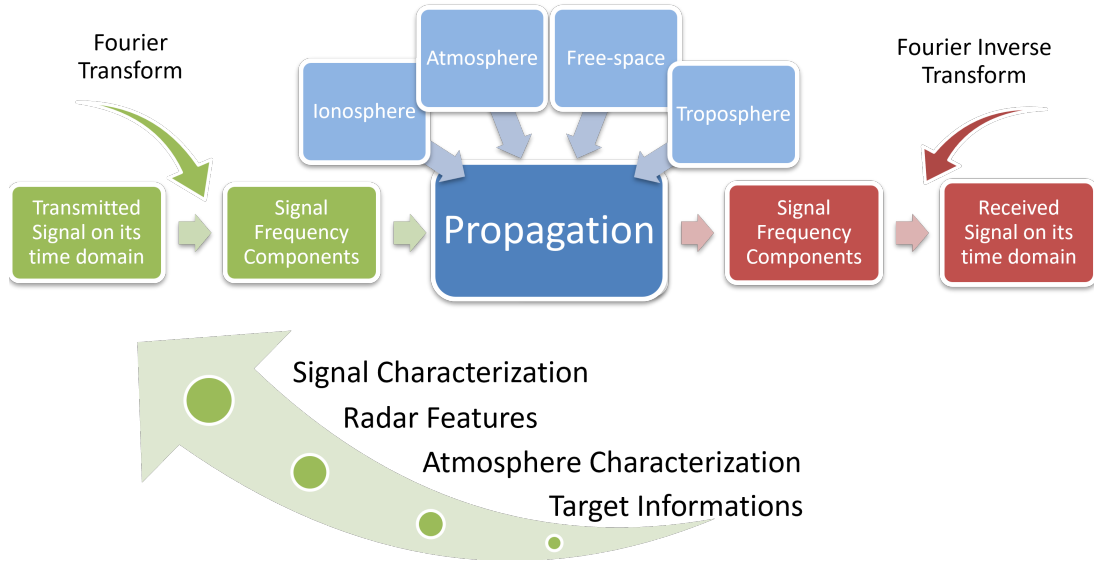 Fourier
Transform
Atmosphere
Free-space
Fourier Inverse
Transform
Ionosphere
Troposphere
Transmitted
Signal on its
time domain
Signal
Frequency
Components
Propagation
Signal
Frequency
Components
Received
Signal on its
time domain
Signal Characterization
Radar Features
Atmosphere Characterization
Target Informations